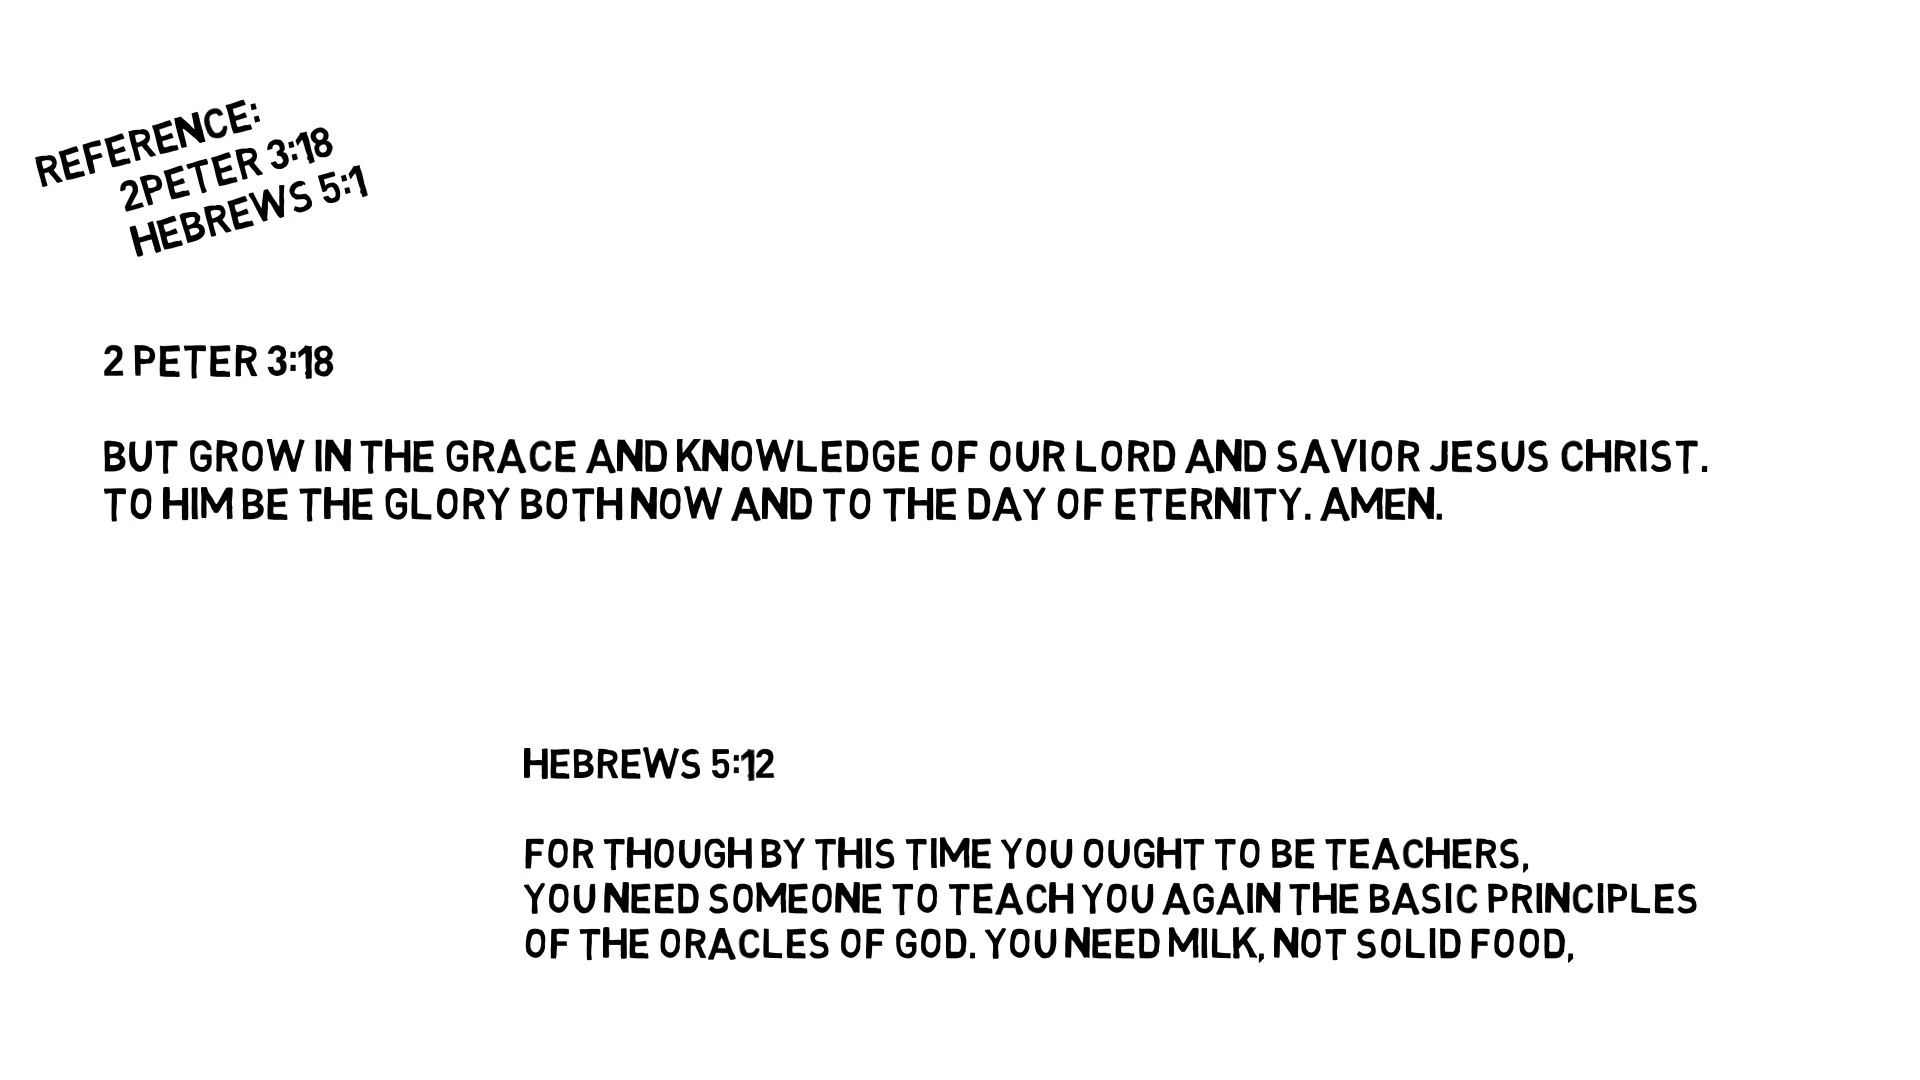 REFERENCE:
2PETER 3:18
HEBREWS 5:1
2 PETER 3:18
BUT GROW IN THE GRACE AND KNOWLEDGE OF OUR LORD AND SAVIOR JESUS CHRIST.
TO HIM BE THE GLORY BOTH NOW AND TO THE DAY OF ETERNITY. AMEN.
HEBREWS 5:12
FOR THOUGH BY THIS TIME YOU OUGHT TO BE TEACHERS,
YOU NEED SOMEONE TO TEACH YOU AGAIN THE BASIC PRINCIPLES
OF THE ORACLES OF GOD. YOU NEED MILK, NOT SOLID FOOD,